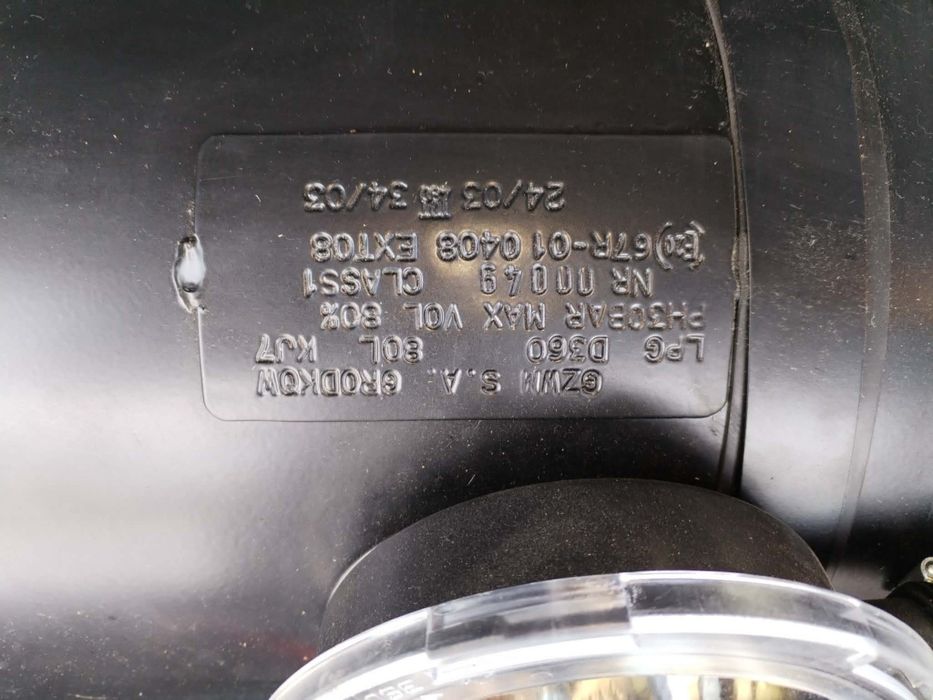 GZWM S.A. GRODKÓW
LPG D360 80L KJ7
PH30BAR MAX VOL 80%
NR 00049 CLASS1
67R-01 0408 EXT08
24/03 34/03